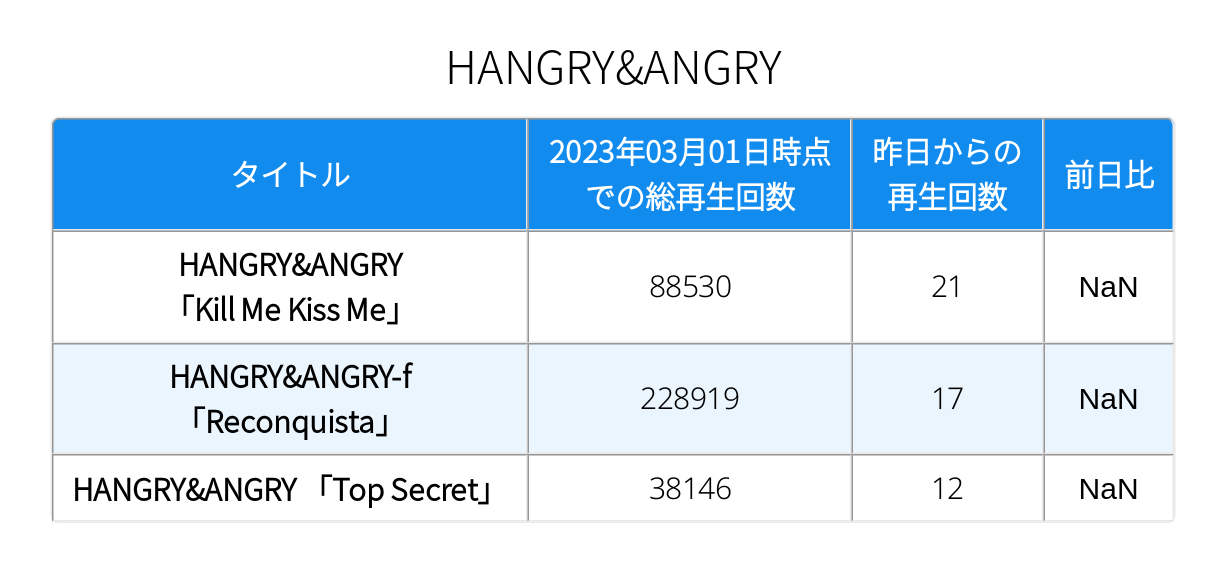 HANGRY&ANGRY
タイトル
2023年03月01日時点
での総再生回数
昨日からの
再生回数
前日比
HANGRY&ANGRY
「Kill Me Kiss Me」
88530
21
NaN
HANGRY&ANGRY-f
「Reconquista」
228919
17
NaN
HANGRY&ANGRY 「Top Secret」
38146
12
NaN